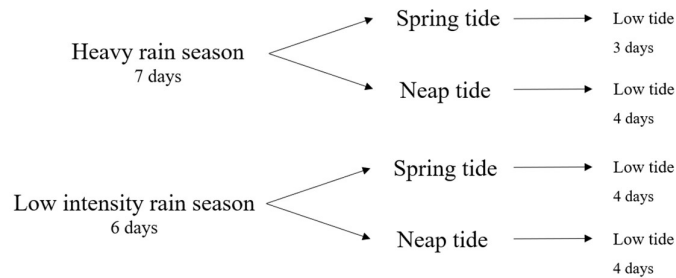 Spring tide
Low tide
3 days
Heavy rain season
7 days
Neap tide
Low tide
4 days
Spring tide
Low tide
4 days
Low intensity rain season
6 days
Neap tide
Low tide
4 days